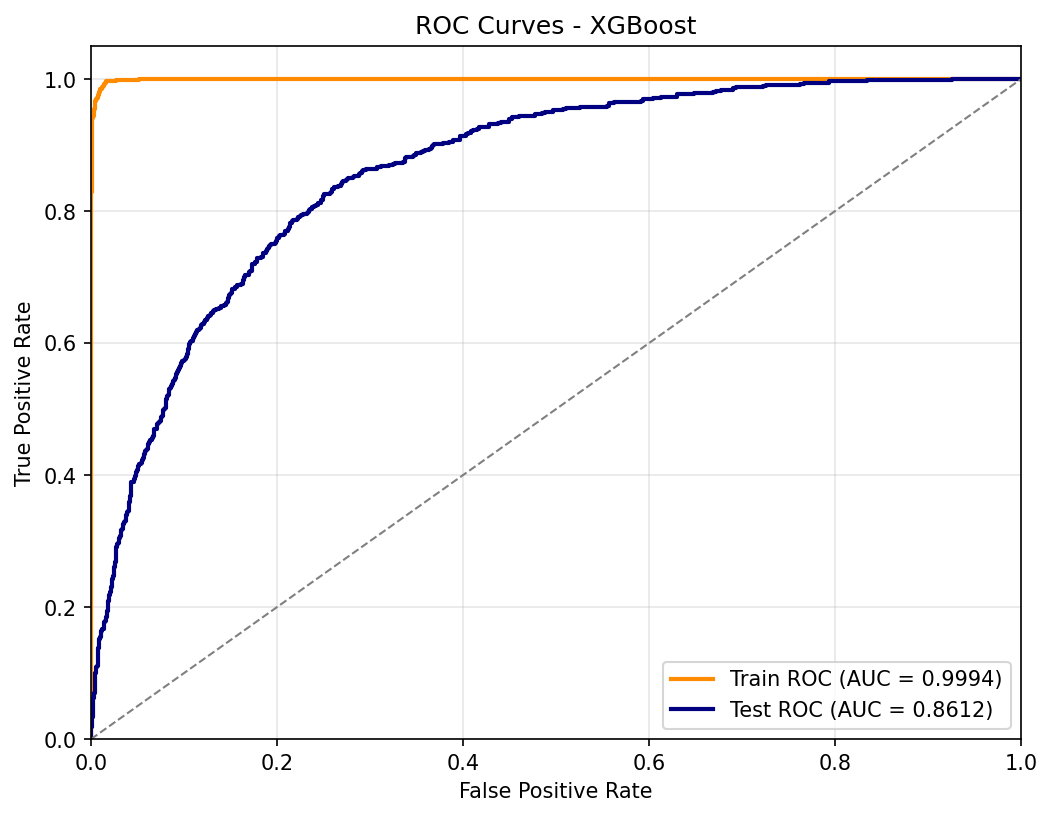 ROC Curves - XGBoost
True Positive Rate
1.0
0.8
0.6
0.4
0.2
0.0
Train ROC (AUC = 0.9994)
Test ROC (AUC = 0.8612)
0.0 0.2 0.4 0.6 0.8 1.0
False Positive Rate